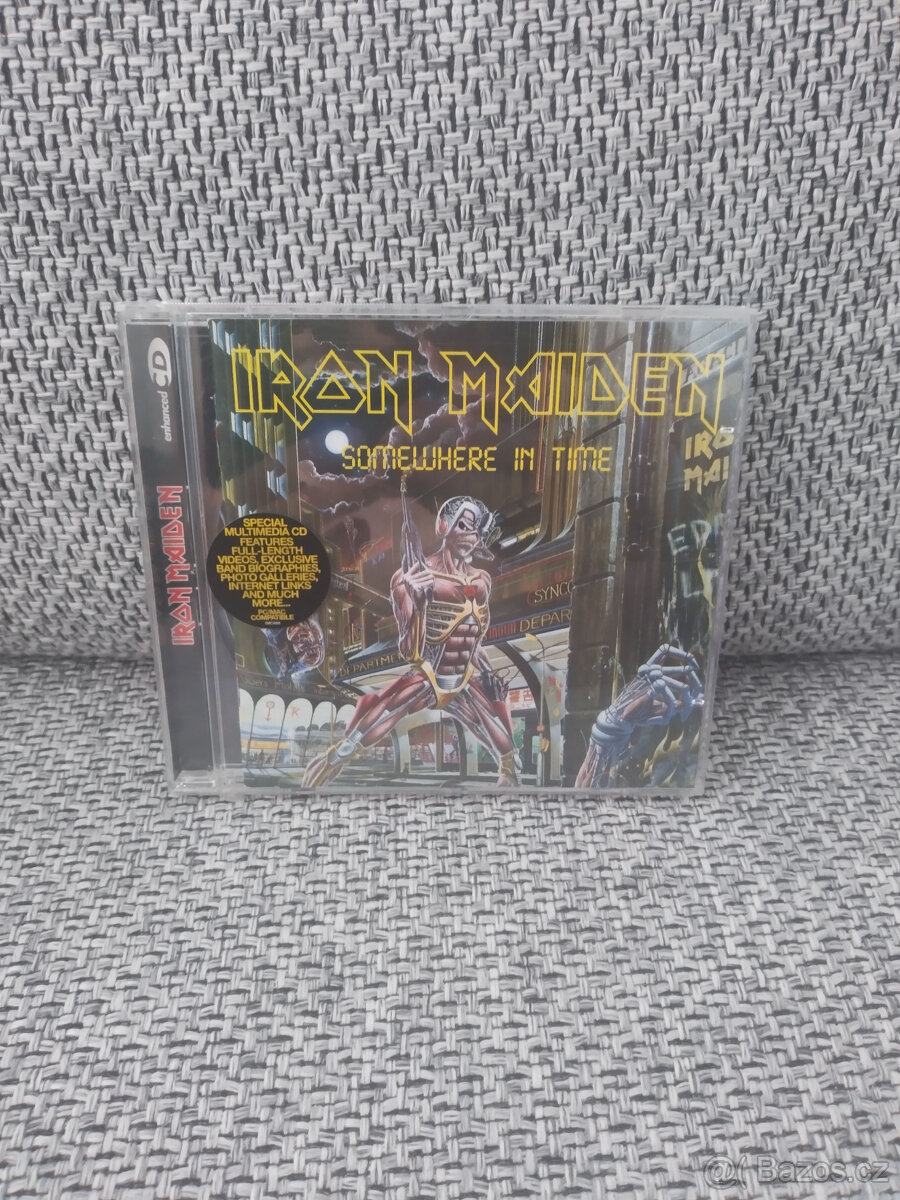 enhanced CD
IRON MAIDEN
IRON MAIDEN
SOMEWHERE IN TIME
IRO
MAI
SPECIAL
MULTIMEDIA CD
FEATURES
FULL-LENGTH
VIDEOS, EXCLUSIVE
BAND BIOGRAPHIES,
PHOTO GALLERIES,
INTERNET LINKS
AND MUCH
MORE...
PC/MAC
COMPATIBLE
SYNCO
DEPAR
DEPARTME
@( Bazos.cz